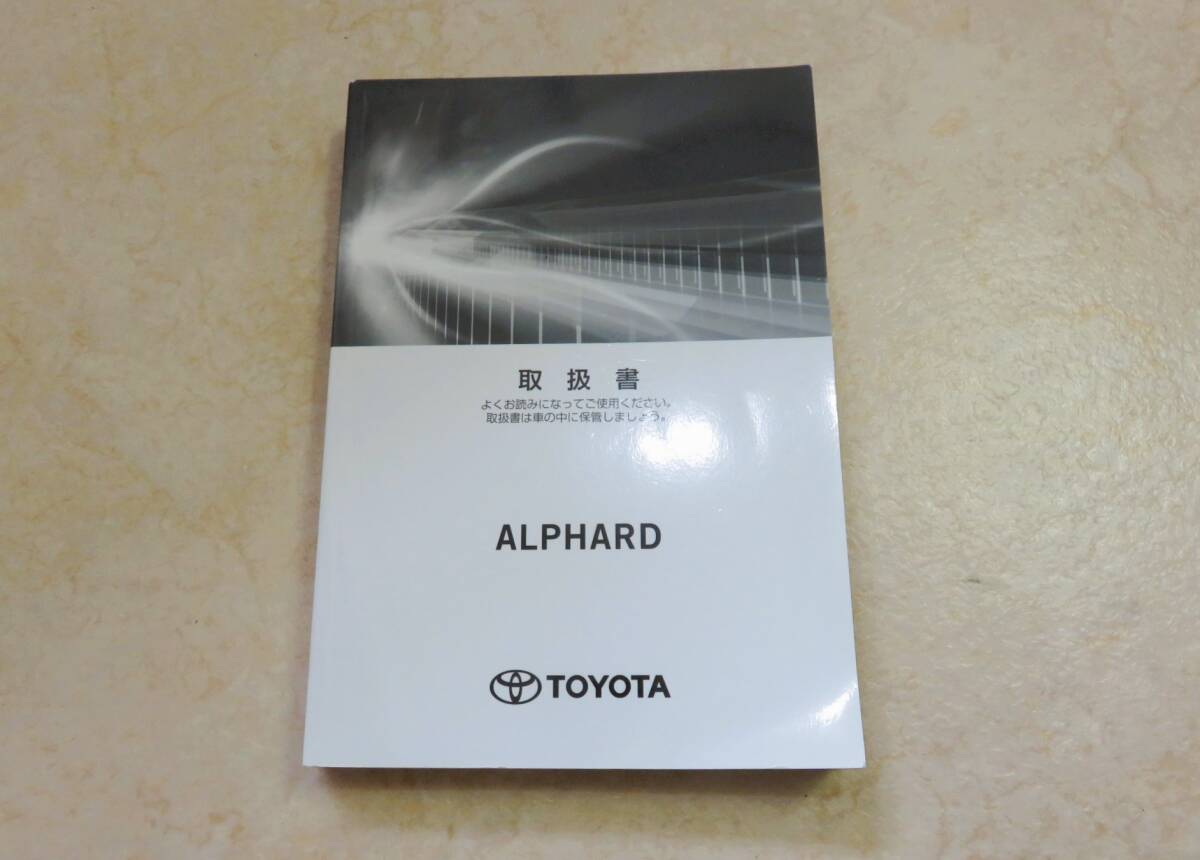 取扱書
よくお読みになってご使用ください。
取扱書は車の中に保管しましょう。
ALPHARD
TOYOTA